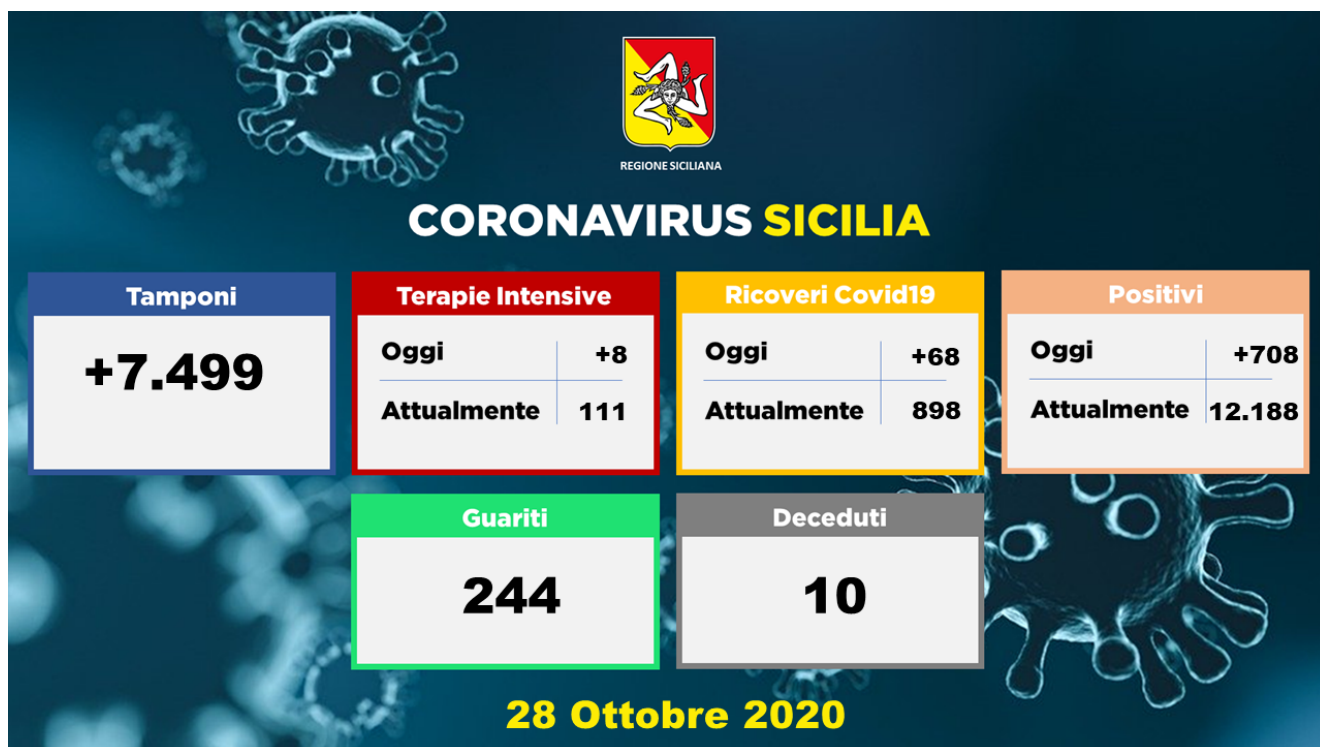 REGIONE SICILIANA
CORONAVIRUS SICILIA
Tamponi
+7.499
Terapie Intensive
Oggi +8
Attualmente 111
Ricoveri Covid19
Oggi +68
Attualmente 898
Positivi
Oggi +708
Attualmente 12.188
Guariti
244
Deceduti
10
28 Ottobre 2020